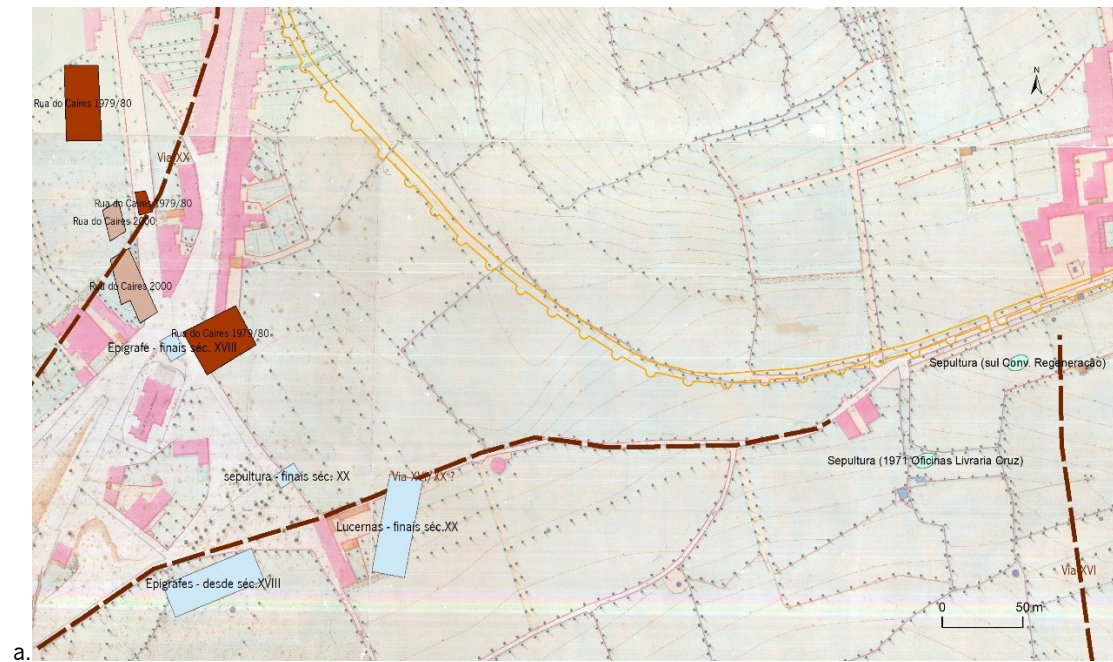 N
Rua do Caires 1979/80
Via XX
Rua do Caires 1979/80
Rua do Caires 2000
Rua do Caires 2000
Rua do Caires 1979/80
Epígrafe - finais séc. XVIII
Sepultura (sul Conv. Regeneração)
Sepultura (1971 Oficinas Livraria Cruz)
sepultura - finais séc. XX
Via XVI/ XX ?
Lucernas - finais séc.XX
Epígrafes - desde séc.XVIII
Via XVI
0 50 m
a.